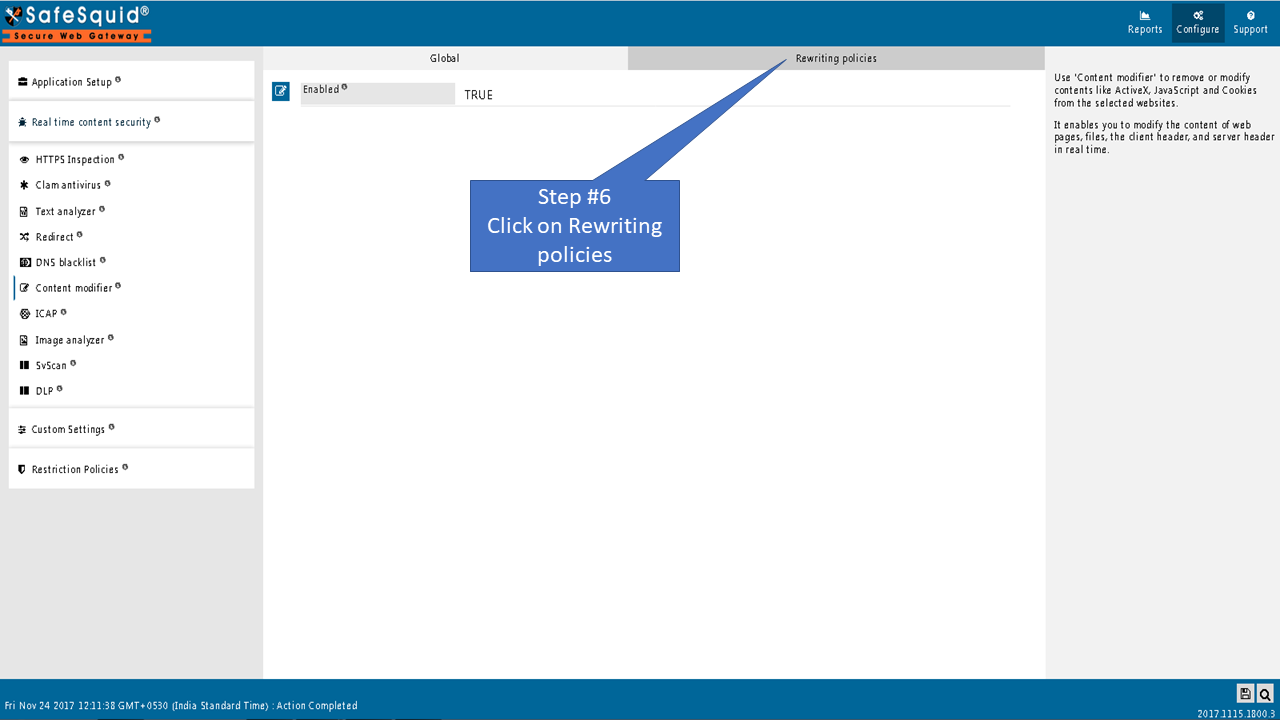 SafeSquid®
Secure Web Gateway
Reports
Configure
Support
Application Setup
Real time content security
HTTPS Inspection
Clam antivirus
Text analyzer
Redirect
DNS blacklist
Content modifier
ICAP
Image analyzer
SvScan
DLP
Custom Settings
Restriction Policies
Global
Rewriting policies
Enabled
TRUE
Step #6
Click on Rewriting
policies
Use 'Content modifier' to remove or modify
contents like ActiveX, JavaScript and Cookies
from the selected websites.
It enables you to modify the content of web
pages, files, the client header, and server header
in real time.
Fri Nov 24 2017 12:11:38 GMT+0530 (India Standard Time) : Action Completed
2017.1115.1800.3